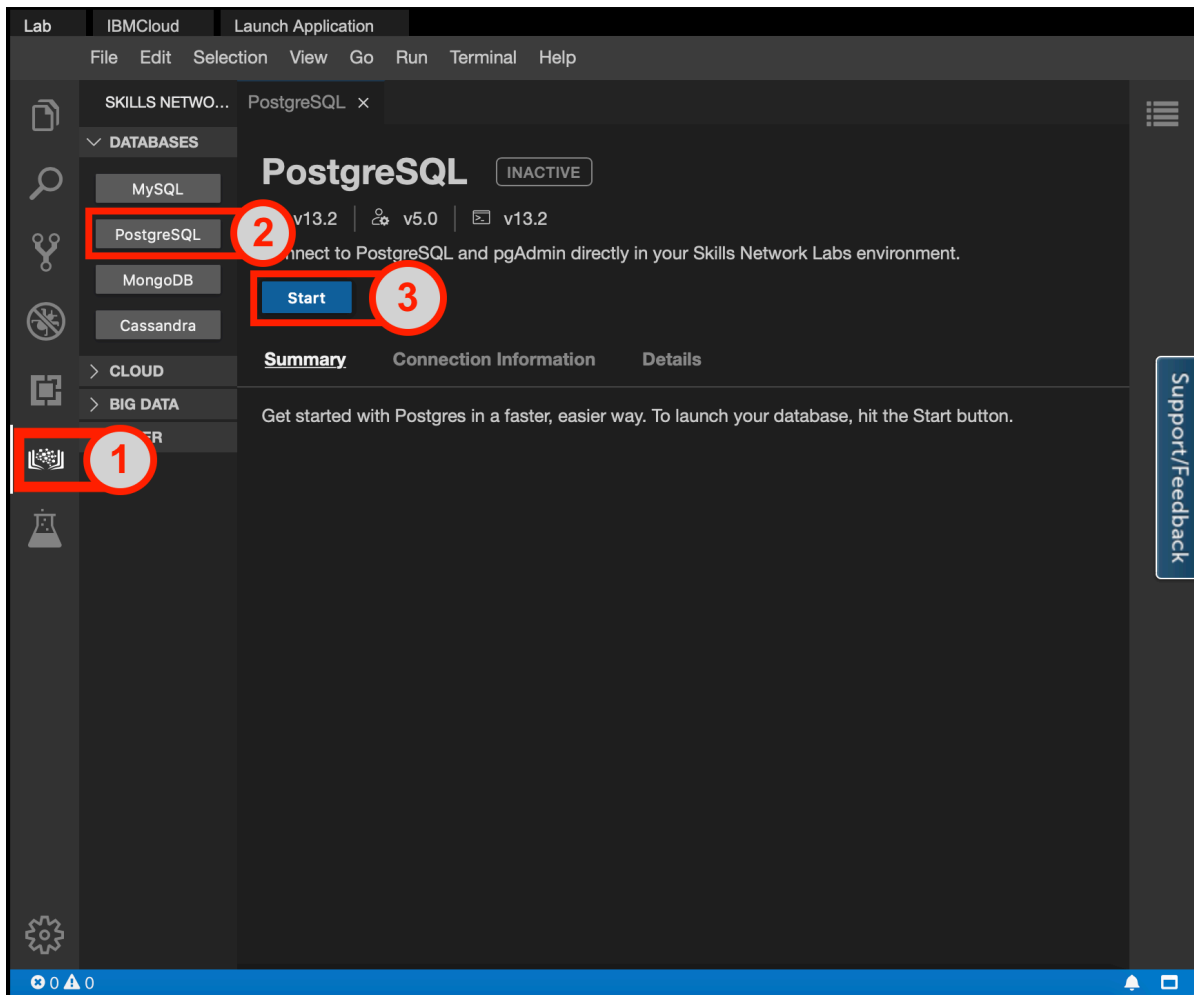 Lab IBMCloud Launch Application
File Edit Selection View Go Run Terminal Help
SKILLS NETWO... PostgreSQL ×
DATABASES
MySQL
PostgreSQL
MongoDB
Cassandra
CLOUD
BIG DATA
PostgreSQL INACTIVE
v13.2 v5.0 v13.2
to PostgreSQL and pgAdmin directly in your Skills Network Labs environment.
Start
Summary Connection Information Details
Get started with Postgres in a faster, easier way. To launch your database, hit the Start button.
1
2
3
Support/Feedback
0 0